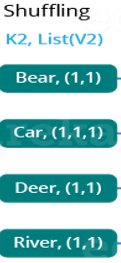 Shuffling
K2, List(V2)
Bear, (1,1)
Car, (1,1,1)
Deer, (1,1)
River, (1,1)